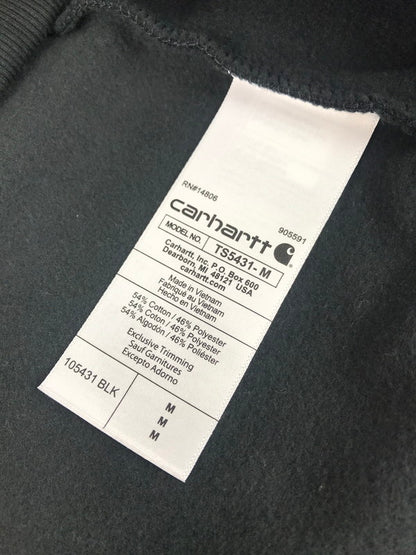 RN#14806
905591
carhartt
MODEL NO. TS5431-M
Carhartt, Inc. P.O. Box 600
Dearborn, MI 48121 USA
carhartt.com
Made in Vietnam
Fabriqué au Vietnam
Hecho en Vietnam
54% Cotton / 46% Polyester
54% Coton / 46% Polyester
54% Algodón / 46% Poliéster
Exclusive Trimming
Sauf Garnitures
Excepto Adorno
105431 BLK
M
M
M